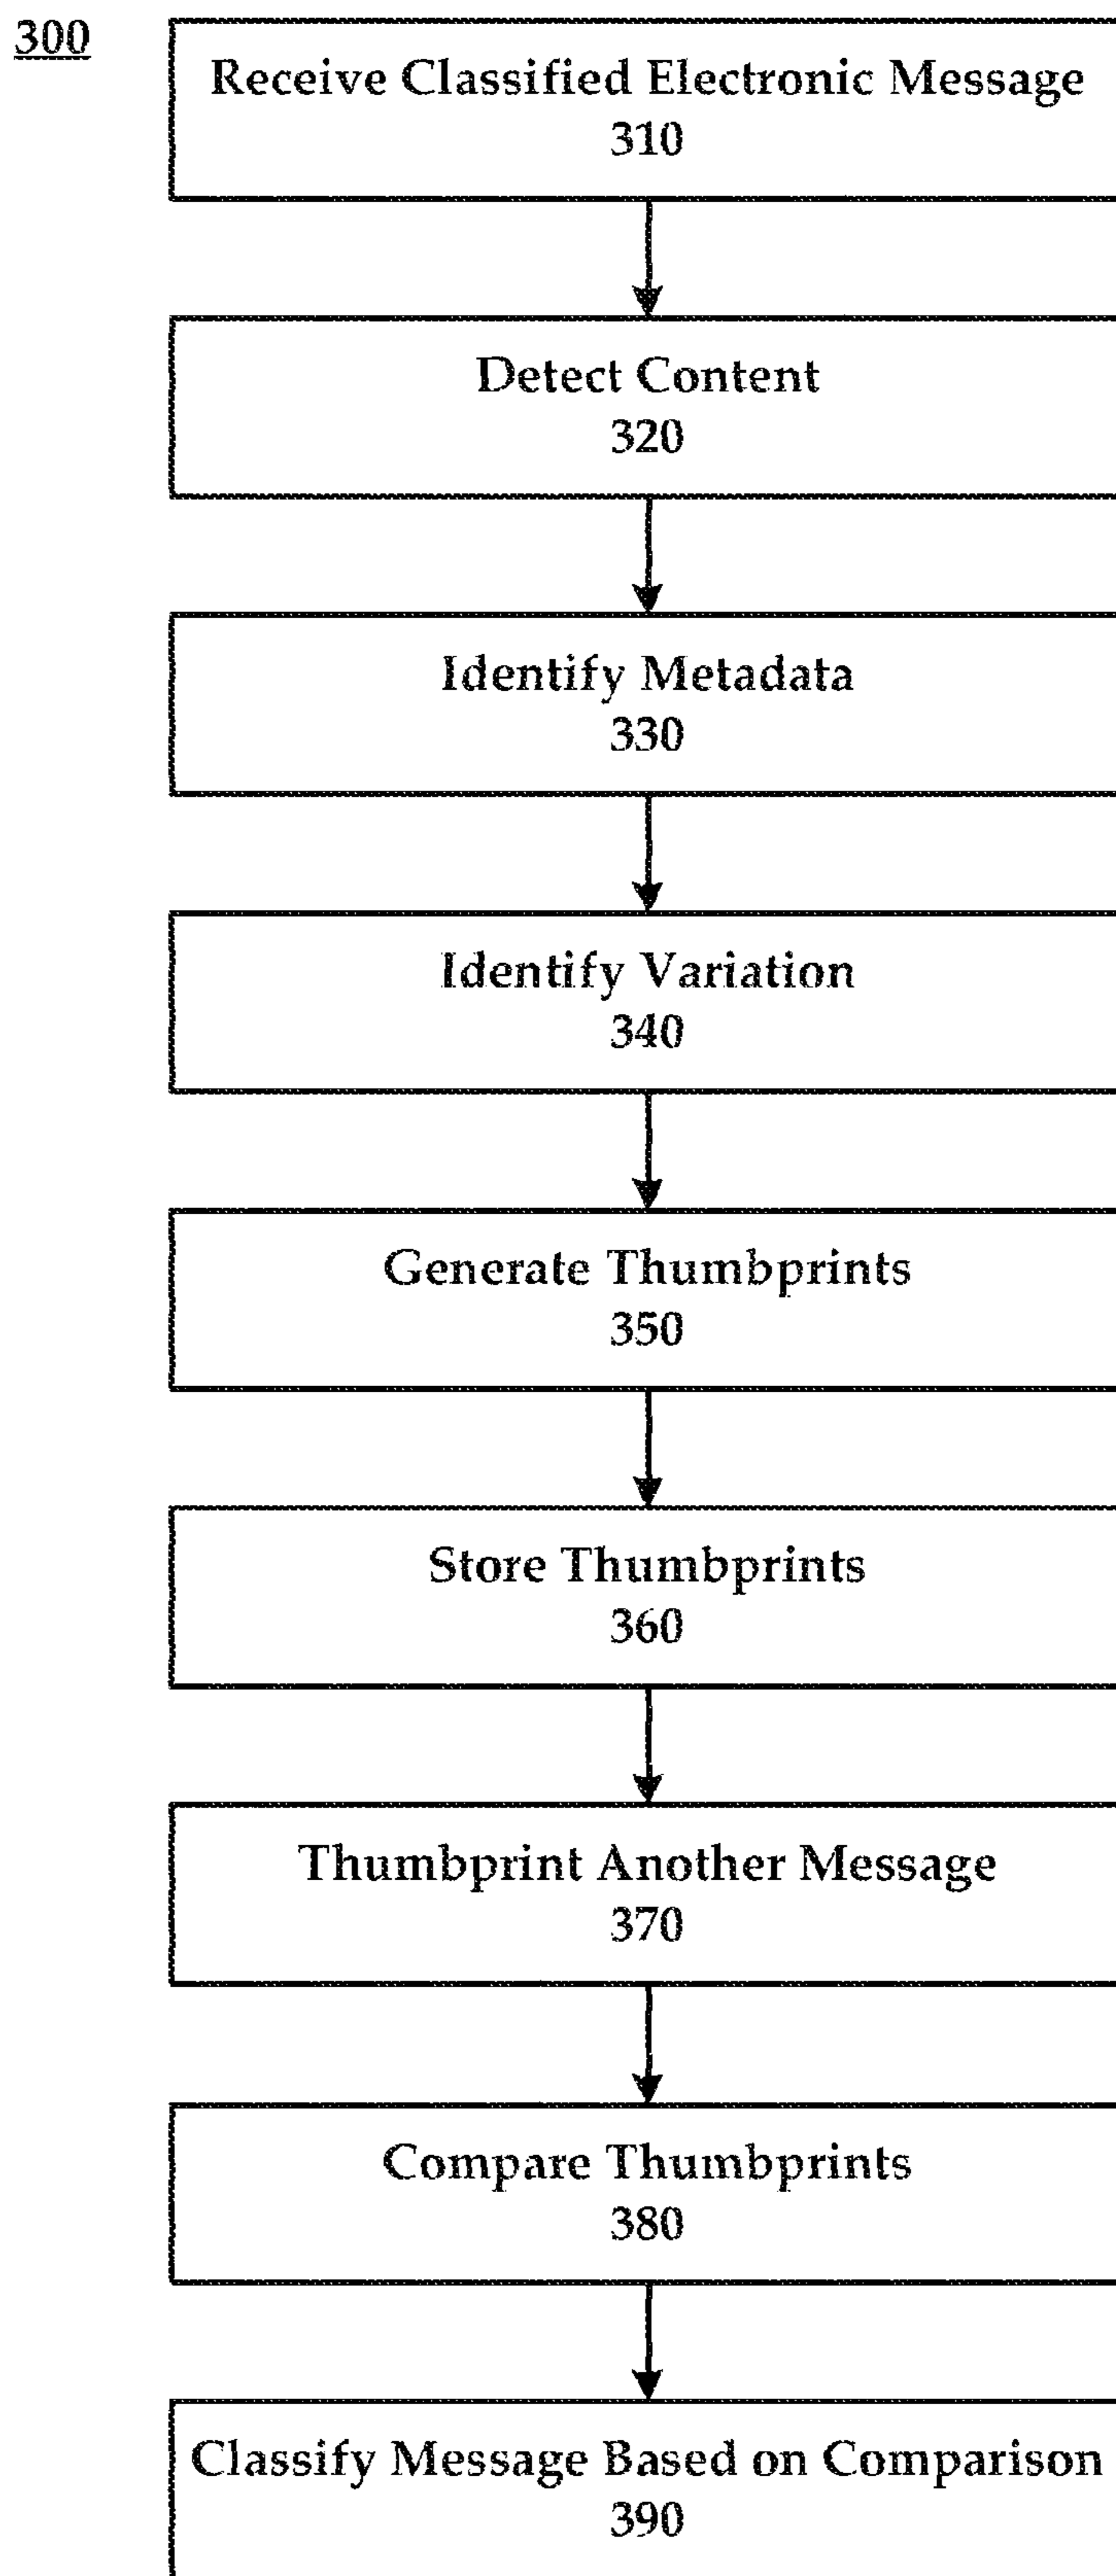 300
Receive Classified Electronic Message
310
Detect Content
320
Identify Metadata
330
Identify Variation
340
Generate Thumbprints
350
Store Thumbprints
360
Thumbprint Another Message
370
Compare Thumbprints
380
Classify Message Based on Comparison
390